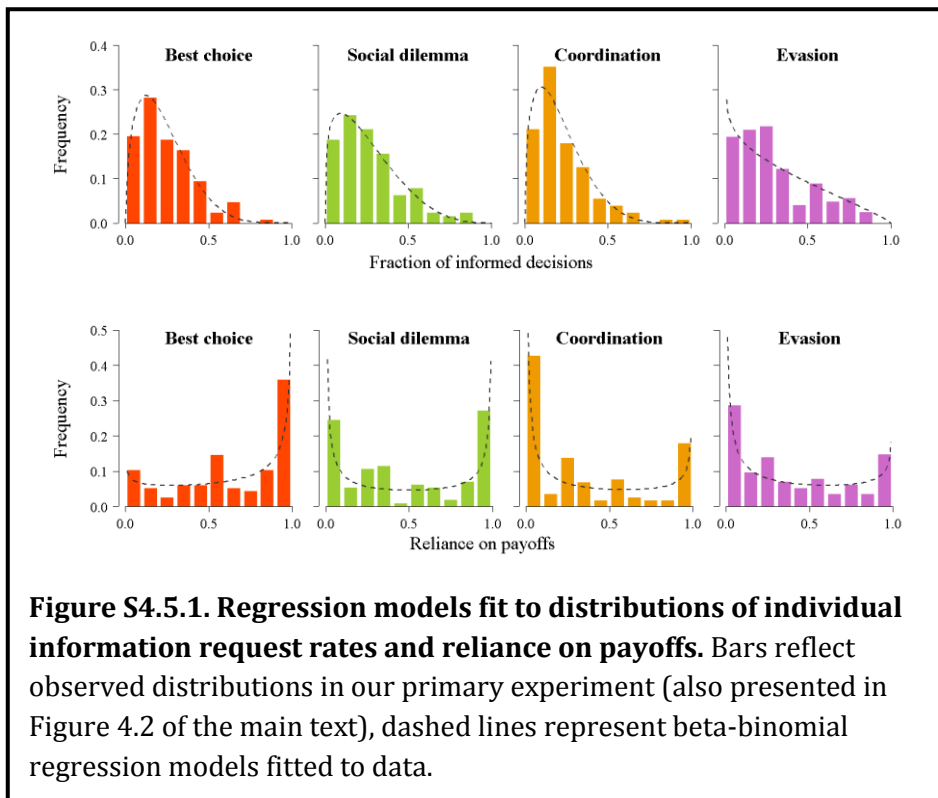 Best choice Social dilemma Coordination Evasion
0.4
0.3
0.2
0.1
0.0
Frequency
0.0 0.5 1.0 0.0 0.5 1.0 0.0 0.5 1.0 0.0 0.5 1.0
Fraction of informed decisions
Best choice Social dilemma Coordination Evasion
0.5
0.4
0.3
0.2
0.1
0.0
Frequency
0.0 0.5 1.0 0.0 0.5 1.0 0.0 0.5 1.0 0.0 0.5 1.0
Reliance on payoffs
Figure S4.5.1. Regression models fit to distributions of individual
information request rates and reliance on payoffs. Bars reflect
observed distributions in our primary experiment (also presented in
Figure 4.2 of the main text), dashed lines represent beta-binomial
regression models fitted to data.